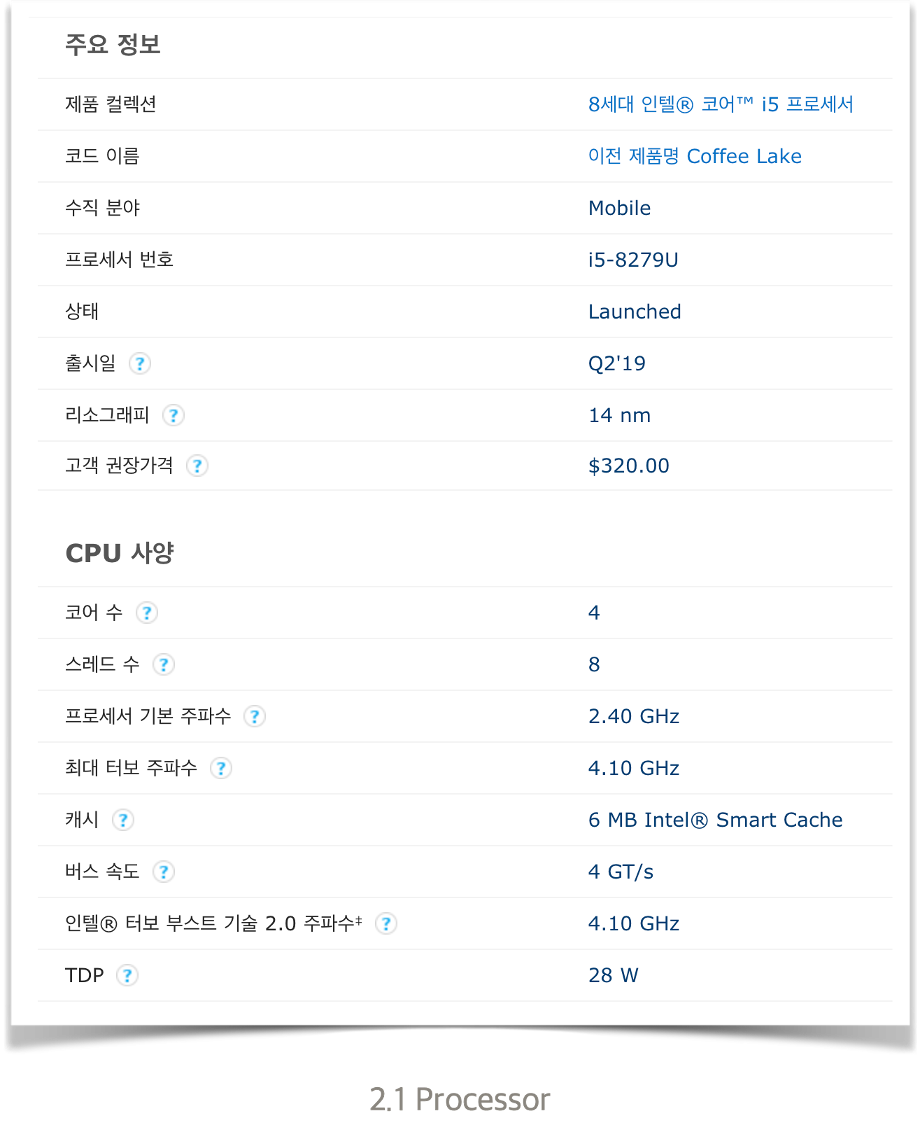 주요 정보
제품 컬렉션 8세대 인텔® 코어™ i5 프로세서
코드 이름 이전 제품명 Coffee Lake
수직 분야 Mobile
프로세서 번호 i5-8279U
상태 Launched
출시일 ? Q2'19
리소그래피 ? 14 nm
고객 권장가격 ? $320.00
CPU 사양
코어 수 ? 4
스레드 수 ? 8
프로세서 기본 주파수 ? 2.40 GHz
최대 터보 주파수 ? 4.10 GHz
캐시 ? 6 MB Intel® Smart Cache
버스 속도 ? 4 GT/s
인텔® 터보 부스트 기술 2.0 주파수‡ ? 4.10 GHz
TDP ? 28 W
2.1 Processor